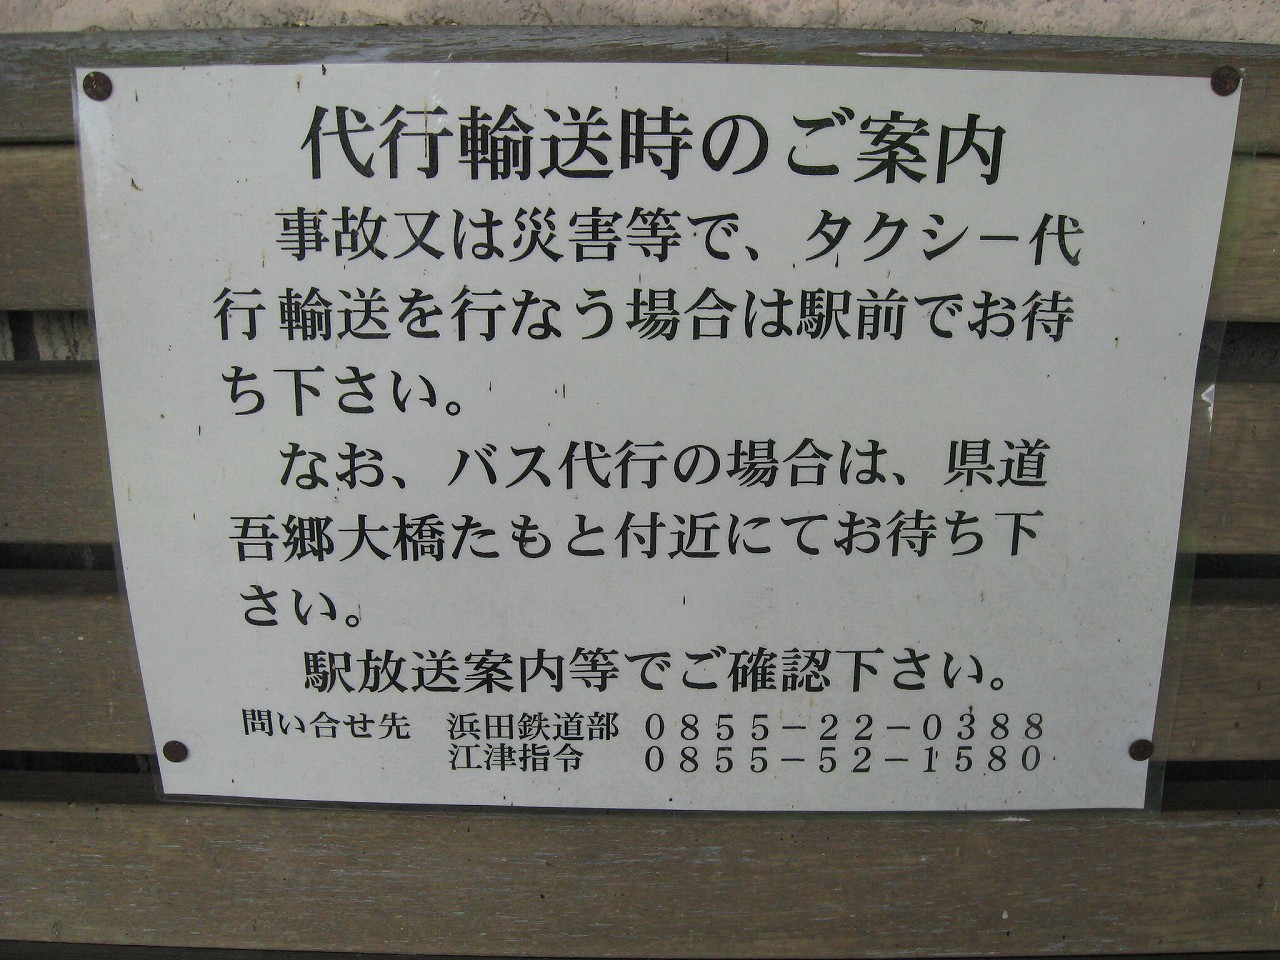 代行輸送時のご案内
事故又は災害等で、タクシー代
行輸送を行なう場合は駅前でお待
ち下さい。
なお、バス代行の場合は、県道
吾郷大橋たもと付近にてお待ち下
さい。
駅放送案内等でご確認下さい。
問い合せ先 浜田鉄道部 0855-22-0388
江津指令 0855-52-1580